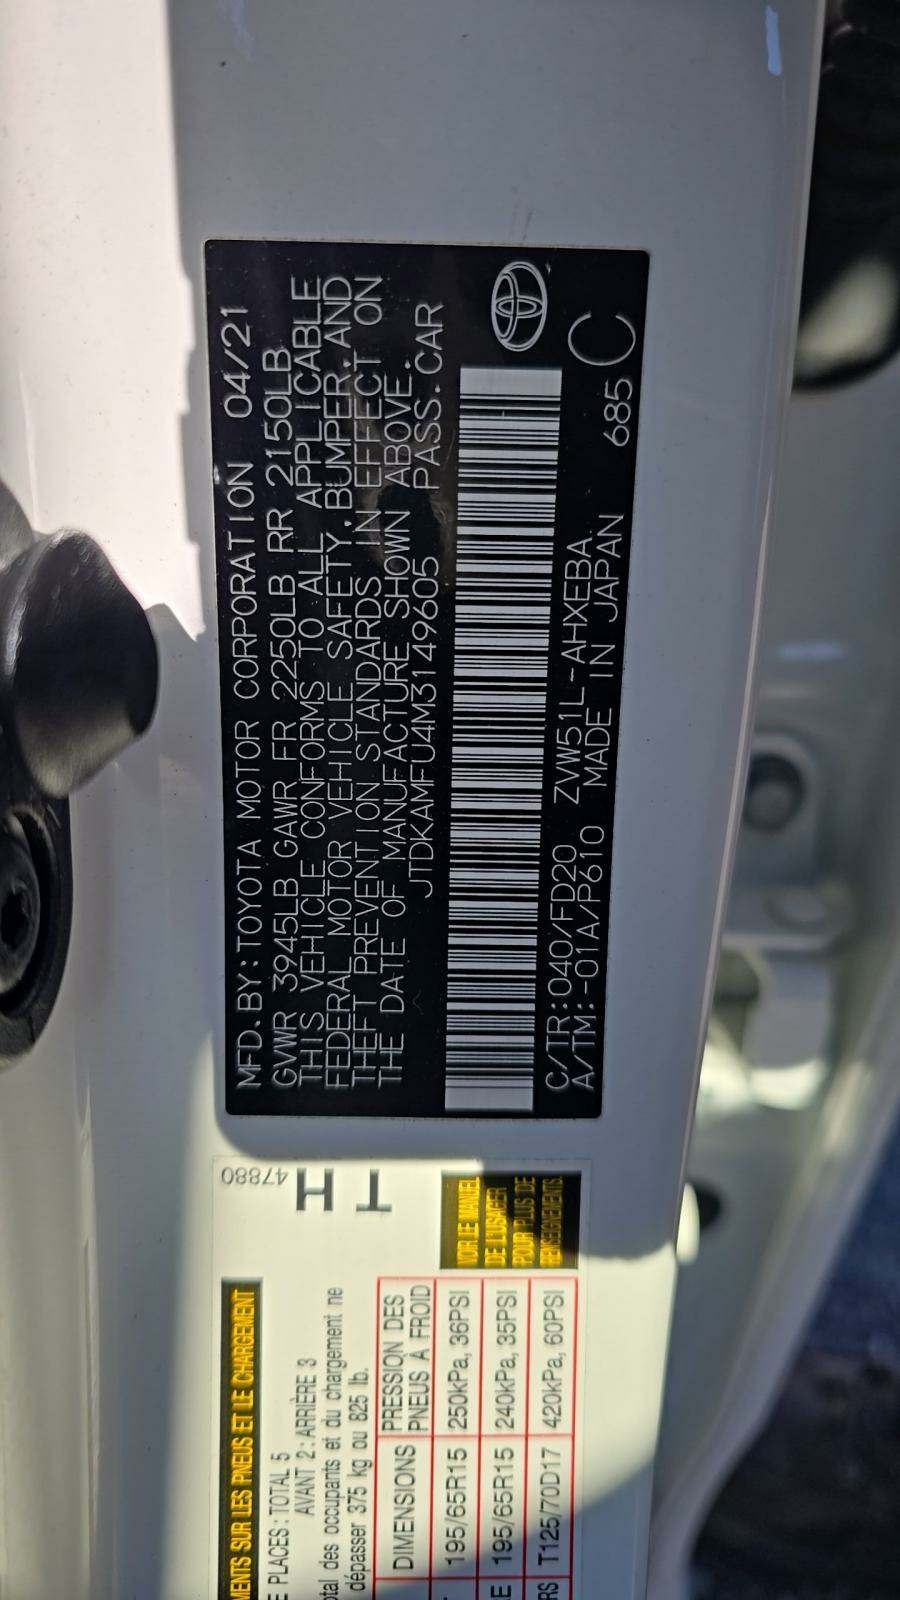 MFD.BY:TOYOTA MOTOR CORPORATION 04/21
GVWR 3945LB GAWR FR 2250LB RR 2150LB
THIS VEHICLE CONFORMS TO ALL APPLICABLE
FEDERAL MOTOR VEHICLE SAFETY,BUMPER,AND
THEFT PREVENTION STANDARDS IN EFFECT ON
THE DATE OF MANUFACTURE SHOWN ABOVE.
JTDKAMFU4M3149605 PASS.CAR
C/TR:040/FD20 ZVW51L-AHXEBA
A/TM:-01A/P610 MADE IN JAPAN 685 C
47880
TH
MENTS SUR LES PNEUS ET LE CHARGEMENT
E PLACES: TOTAL 5
AVANT 2: ARRIÈRE 3
otal des occupants et du chargement ne
dépasser 375 kg ou 825 lb.
DIMENSIONS PRESSION DES PNEUS À FROID
195/65R15 250kPa, 36PSI
RE 195/65R15 240kPa, 35PSI
RS T125/70D17 420kPa, 60PSI
VOIR LE MANUEL
DE L'USAGER
POUR PLUS DE
RENSEIGNEMENTS